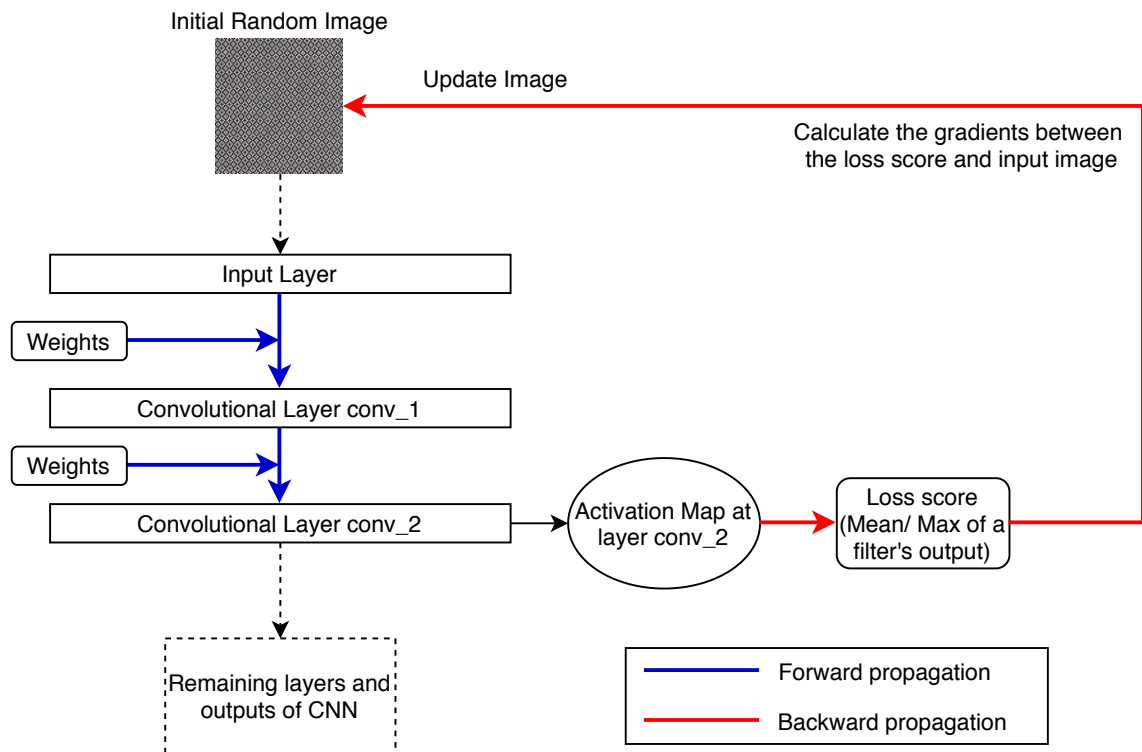 Initial Random Image
Update Image
Calculate the gradients between
the loss score and input image
Input Layer
Weights
Convolutional Layer conv_1
Weights
Convolutional Layer conv_2
Activation Map at
layer conv_2
Loss score
(Mean/ Max of a
filter's output)
Remaining layers and
outputs of CNN
Forward propagation
Backward propagation